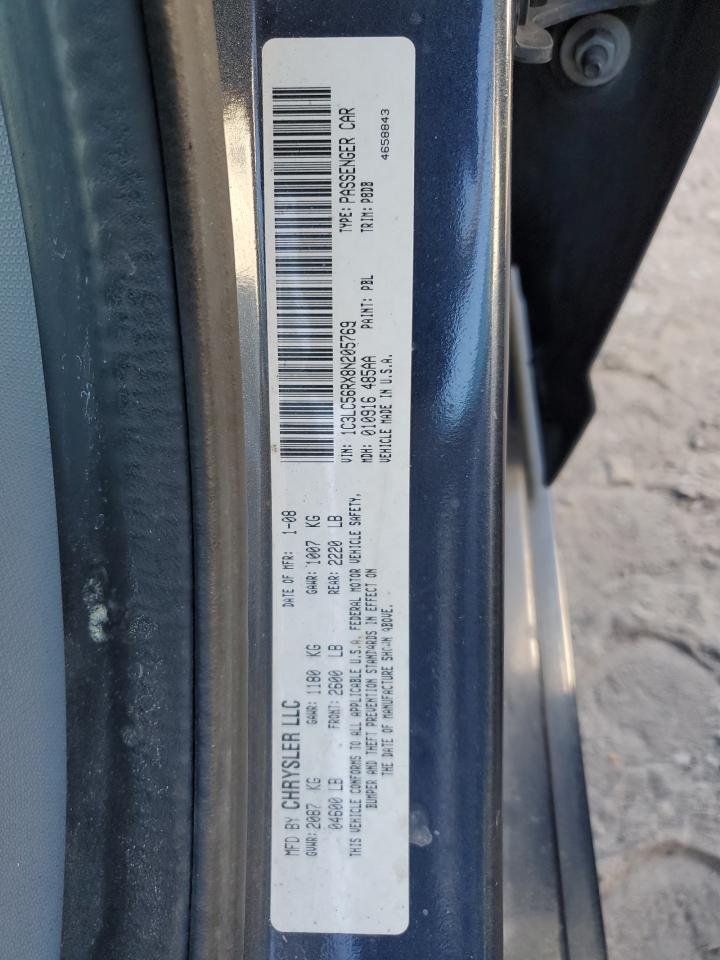 MFD BY CHRYSLER LLC DATE OF MFR: 1-08
GVWR: 2087 KG GAWR: 1180 KG GAWR: 1007 KG
04600 LB FRONT: 2600 LB REAR: 2220 LB
THIS VEHICLE CONFORMS TO ALL APPLICABLE U.S.A. FEDERAL MOTOR VEHICLE SAFETY,
BUMPER AND THEFT PREVENTION STANDARDS IN EFFECT ON
THE DATE OF MANUFACTURE SHOWN ABOVE.
VIN: 1C3LC56RX8N205769 TYPE: PASSENGER CAR
MDH: 010916 485AA PAINT: PBL TRIM: P8DB
VEHICLE MADE IN U.S.A. 4658843